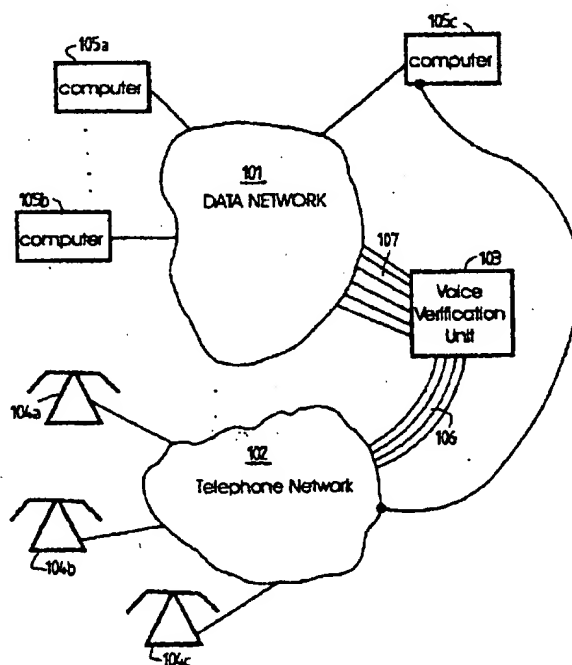 105a
computer
105c
computer
101
DATA NETWORK
105b
computer
107
103
Voice
Verification
Unit
104a
102
Telephone Network
106
104b
104c